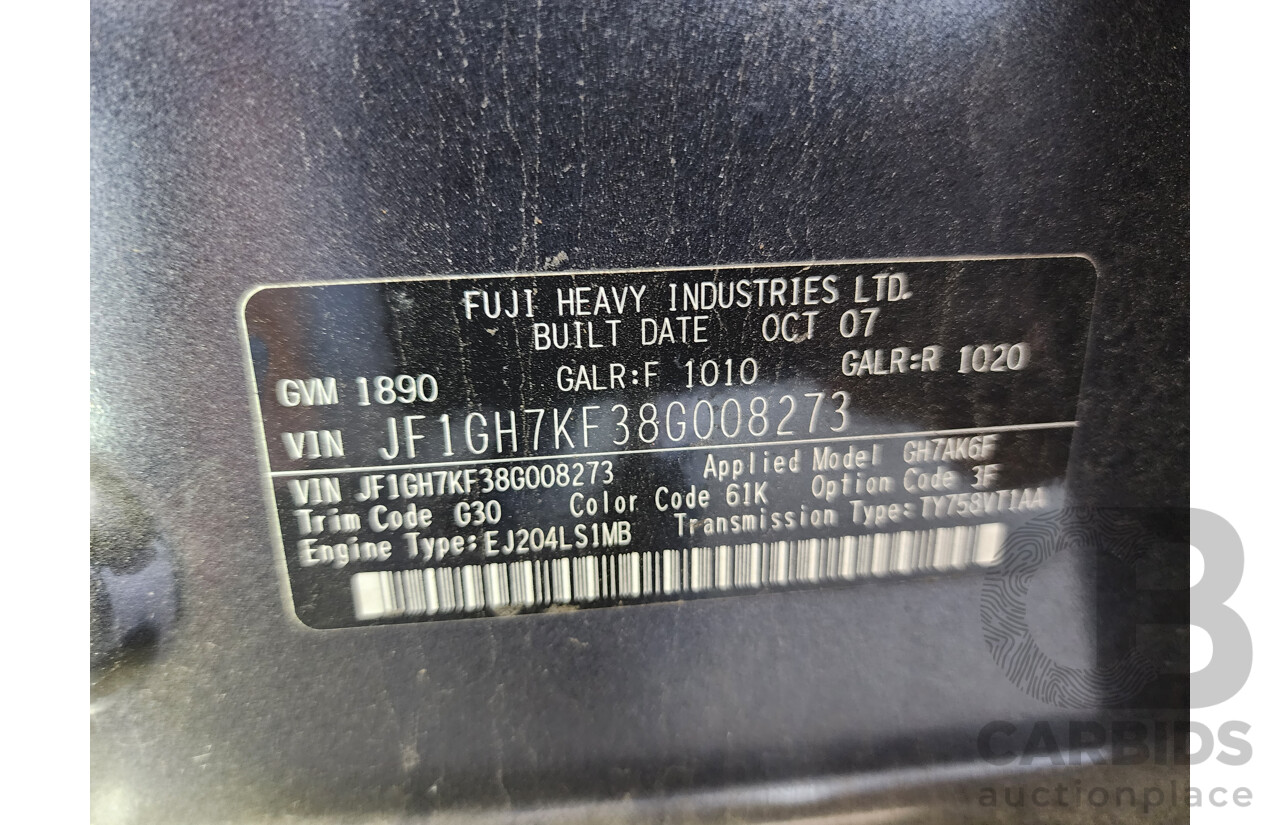 FUJI HEAVY INDUSTRIES LTD.
BUILT DATE OCT 07
GVM 1890 GALR:F 1010 GALR:R 1020
VIN JF1GH7KF38G008273
VIN JF1GH7KF38G008273 Applied Model GH7AK6F
Trim Code G30 Color Code 61K Option Code 3F
Engine Type: EJ204LS1MB Transmission Type: TY758VT1AA
CARBIDS
auctionplace